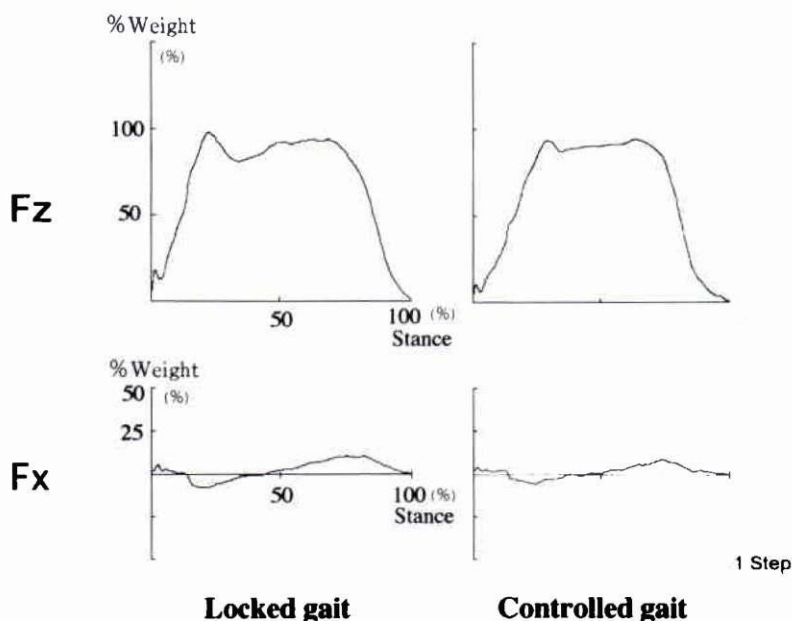 % Weight
(%)
100
Fz
50
50
100 (%)
Stance
% Weight
50 (%)
25
Fx
50
100 (%)
Stance
1 Step
Locked gait
Controlled gait